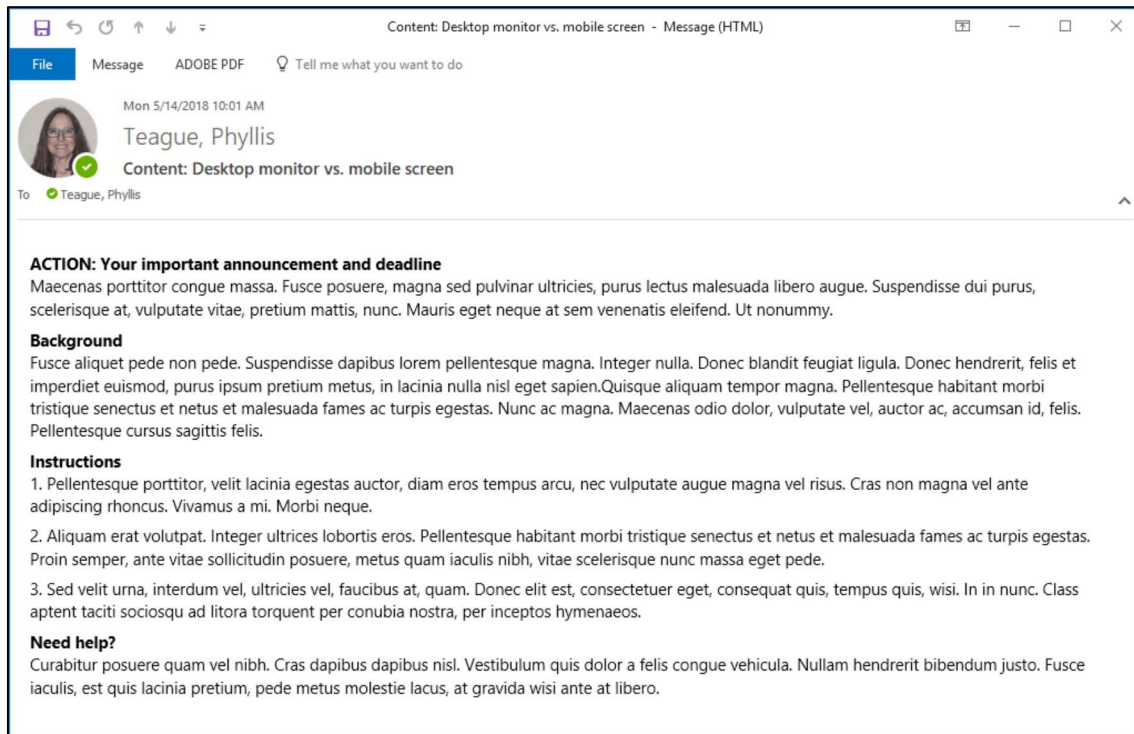 Content: Desktop monitor vs. mobile screen - Message (HTML)
File Message ADOBE PDF Tell me what you want to do
Mon 5/14/2018 10:01 AM
Teague, Phyllis
Content: Desktop monitor vs. mobile screen
To Teague, Phyllis
ACTION: Your important announcement and deadline
Maecenas porttitor congue massa. Fusce posuere, magna sed pulvinar ultricies, purus lectus malesuada libero augue. Suspendisse dui purus,
scelerisque at, vulputate vitae, pretium mattis, nunc. Mauris eget neque at sem venenatis eleifend. Ut nonummy.
Background
Fusce aliquet pede non pede. Suspendisse dapibus lorem pellentesque magna. Integer nulla. Donec blandit feugiat ligula. Donec hendrerit, felis et
imperdiet euismod, purus ipsum pretium metus, in lacinia nulla nisl eget sapien.Quisque aliquam tempor magna. Pellentesque habitant morbi
tristique senectus et netus et malesuada fames ac turpis egestas. Nunc ac magna. Maecenas odio dolor, vulputate vel, auctor ac, accumsan id, felis.
Pellentesque cursus sagittis felis.
Instructions
1. Pellentesque porttitor, velit lacinia egestas auctor, diam eros tempus arcu, nec vulputate augue magna vel risus. Cras non magna vel ante
adipiscing rhoncus. Vivamus a mi. Morbi neque.
2. Aliquam erat volutpat. Integer ultrices lobortis eros. Pellentesque habitant morbi tristique senectus et netus et malesuada fames ac turpis egestas.
Proin semper, ante vitae sollicitudin posuere, metus quam iaculis nibh, vitae scelerisque nunc massa eget pede.
3. Sed velit urna, interdum vel, ultricies vel, faucibus at, quam. Donec elit est, consectetuer eget, consequat quis, tempus quis, wisi. In in nunc. Class
aptent taciti sociosqu ad litora torquent per conubia nostra, per inceptos hymenaeos.
Need help?
Curabitur posuere quam vel nibh. Cras dapibus dapibus nisl. Vestibulum quis dolor a felis congue vehicula. Nullam hendrerit bibendum justo. Fusce
iaculis, est quis lacinia pretium, pede metus molestie lacus, at gravida wisi ante at libero.